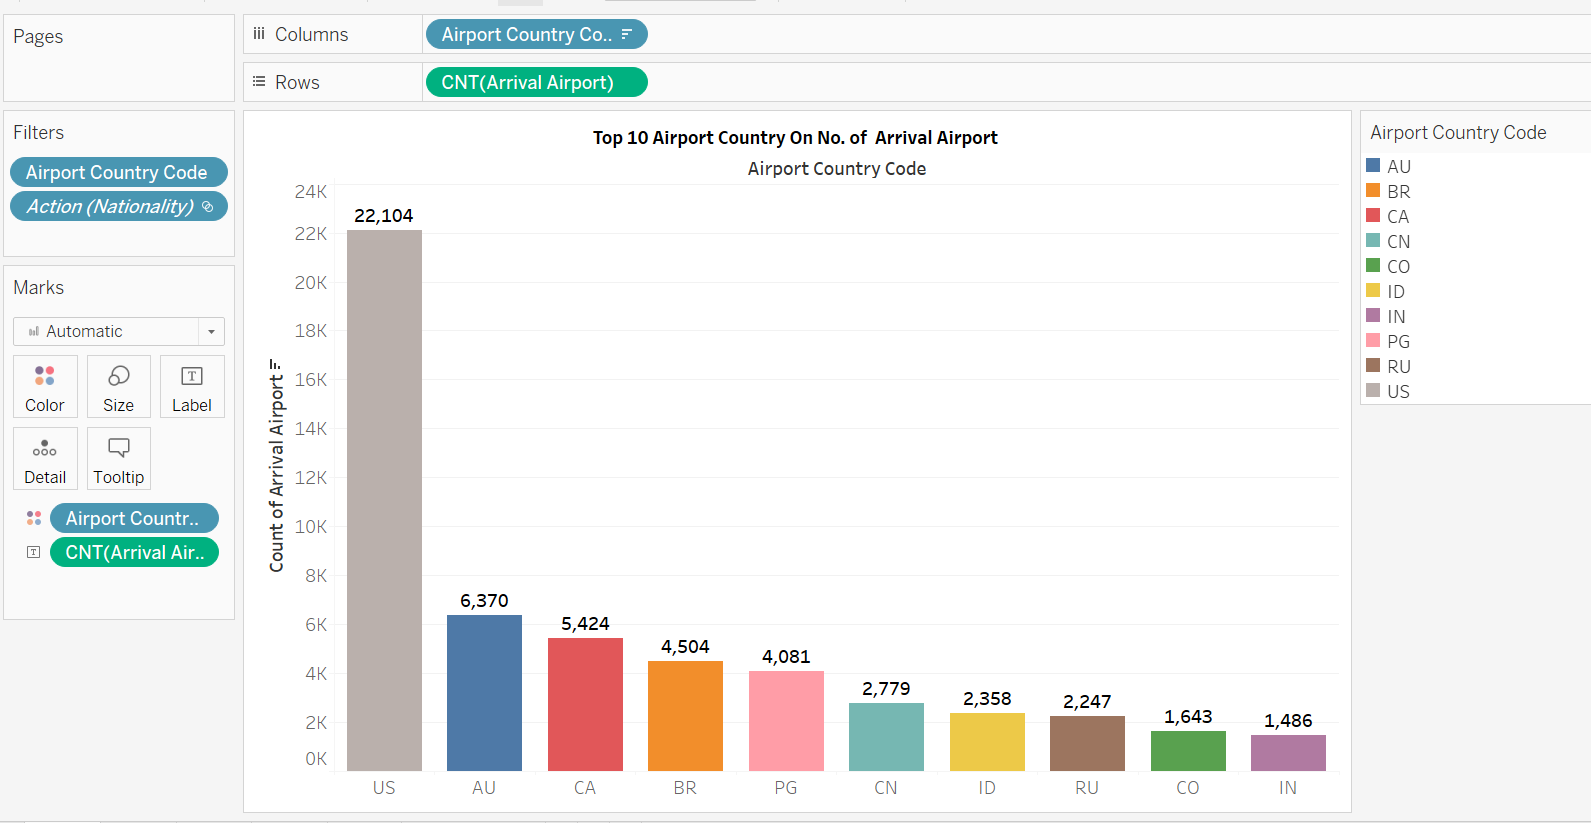 Pages
Columns
Airport Country Co..
Rows
CNT(Arrival Airport)
Filters
Airport Country Code
Action (Nationality)
Marks
Automatic
Color
Size
Label
Detail
Tooltip
Airport Countr..
CNT(Arrival Air..
Top 10 Airport Country On No. of  Arrival Airport
Airport Country Code
Count of Arrival Airport
24K
22K
20K
18K
16K
14K
12K
10K
8K
6K
4K
2K
0K
22,104
6,370
5,424
4,504
4,081
2,779
2,358
2,247
1,643
1,486
US
AU
CA
BR
PG
CN
ID
RU
CO
IN
Airport Country Code
AU
BR
CA
CN
CO
ID
IN
PG
RU
US